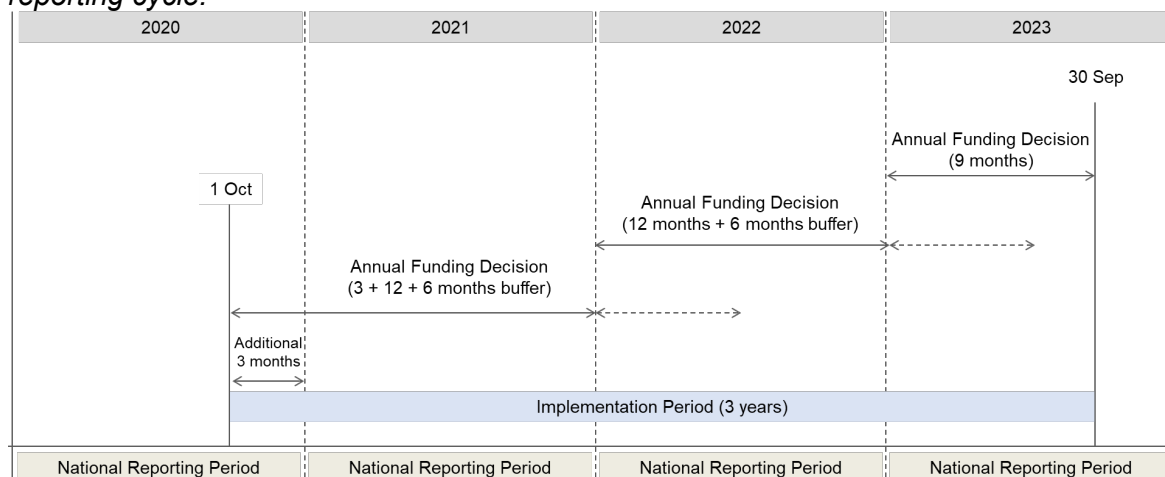 reporting cycle.
2020 2021 2022 2023
30 Sep
Annual Funding Decision
(9 months)
1 Oct
Annual Funding Decision
(12 months + 6 months buffer)
Annual Funding Decision
(3 + 12 + 6 months buffer)
Additional
3 months
Implementation Period (3 years)
National Reporting Period National Reporting Period National Reporting Period National Reporting Period